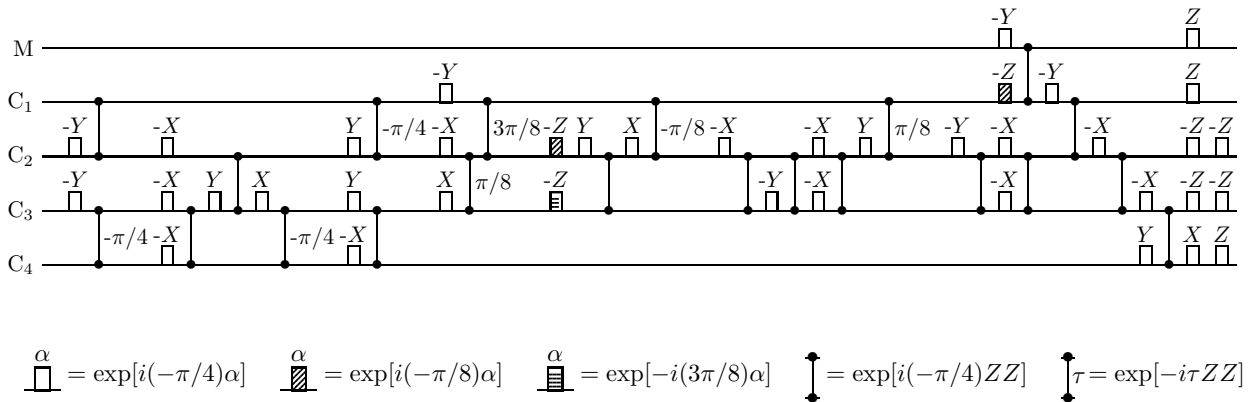 -Y Z
M
-Y -Z -Y Z
C₁
-Y -X Y -π/4 -X 3π/8 -Z Y X -π/8 -X -X Y π/8 -Y -X -X -Z -Z
C₂
-Y -X Y X Y X π/8 -Z -Y -X -X -X -Z -Z
C₃
-π/4 -X -π/4 -X Y X Z
C₄
α = exp[i(-π/4)α] α = exp[i(-π/8)α] α = exp[-i(3π/8)α] = exp[i(-π/4)ZZ] τ = exp[-iτZZ]